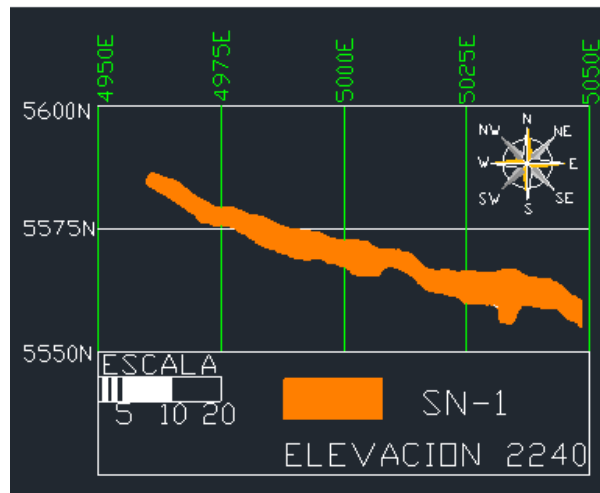 4950E 4975E 5000E 5025E 5050E
5600N
N
NW NE
W E
SW SE
S
5575N
5550N
ESCALA
5 10 20
SN-1
ELEVACION 2240